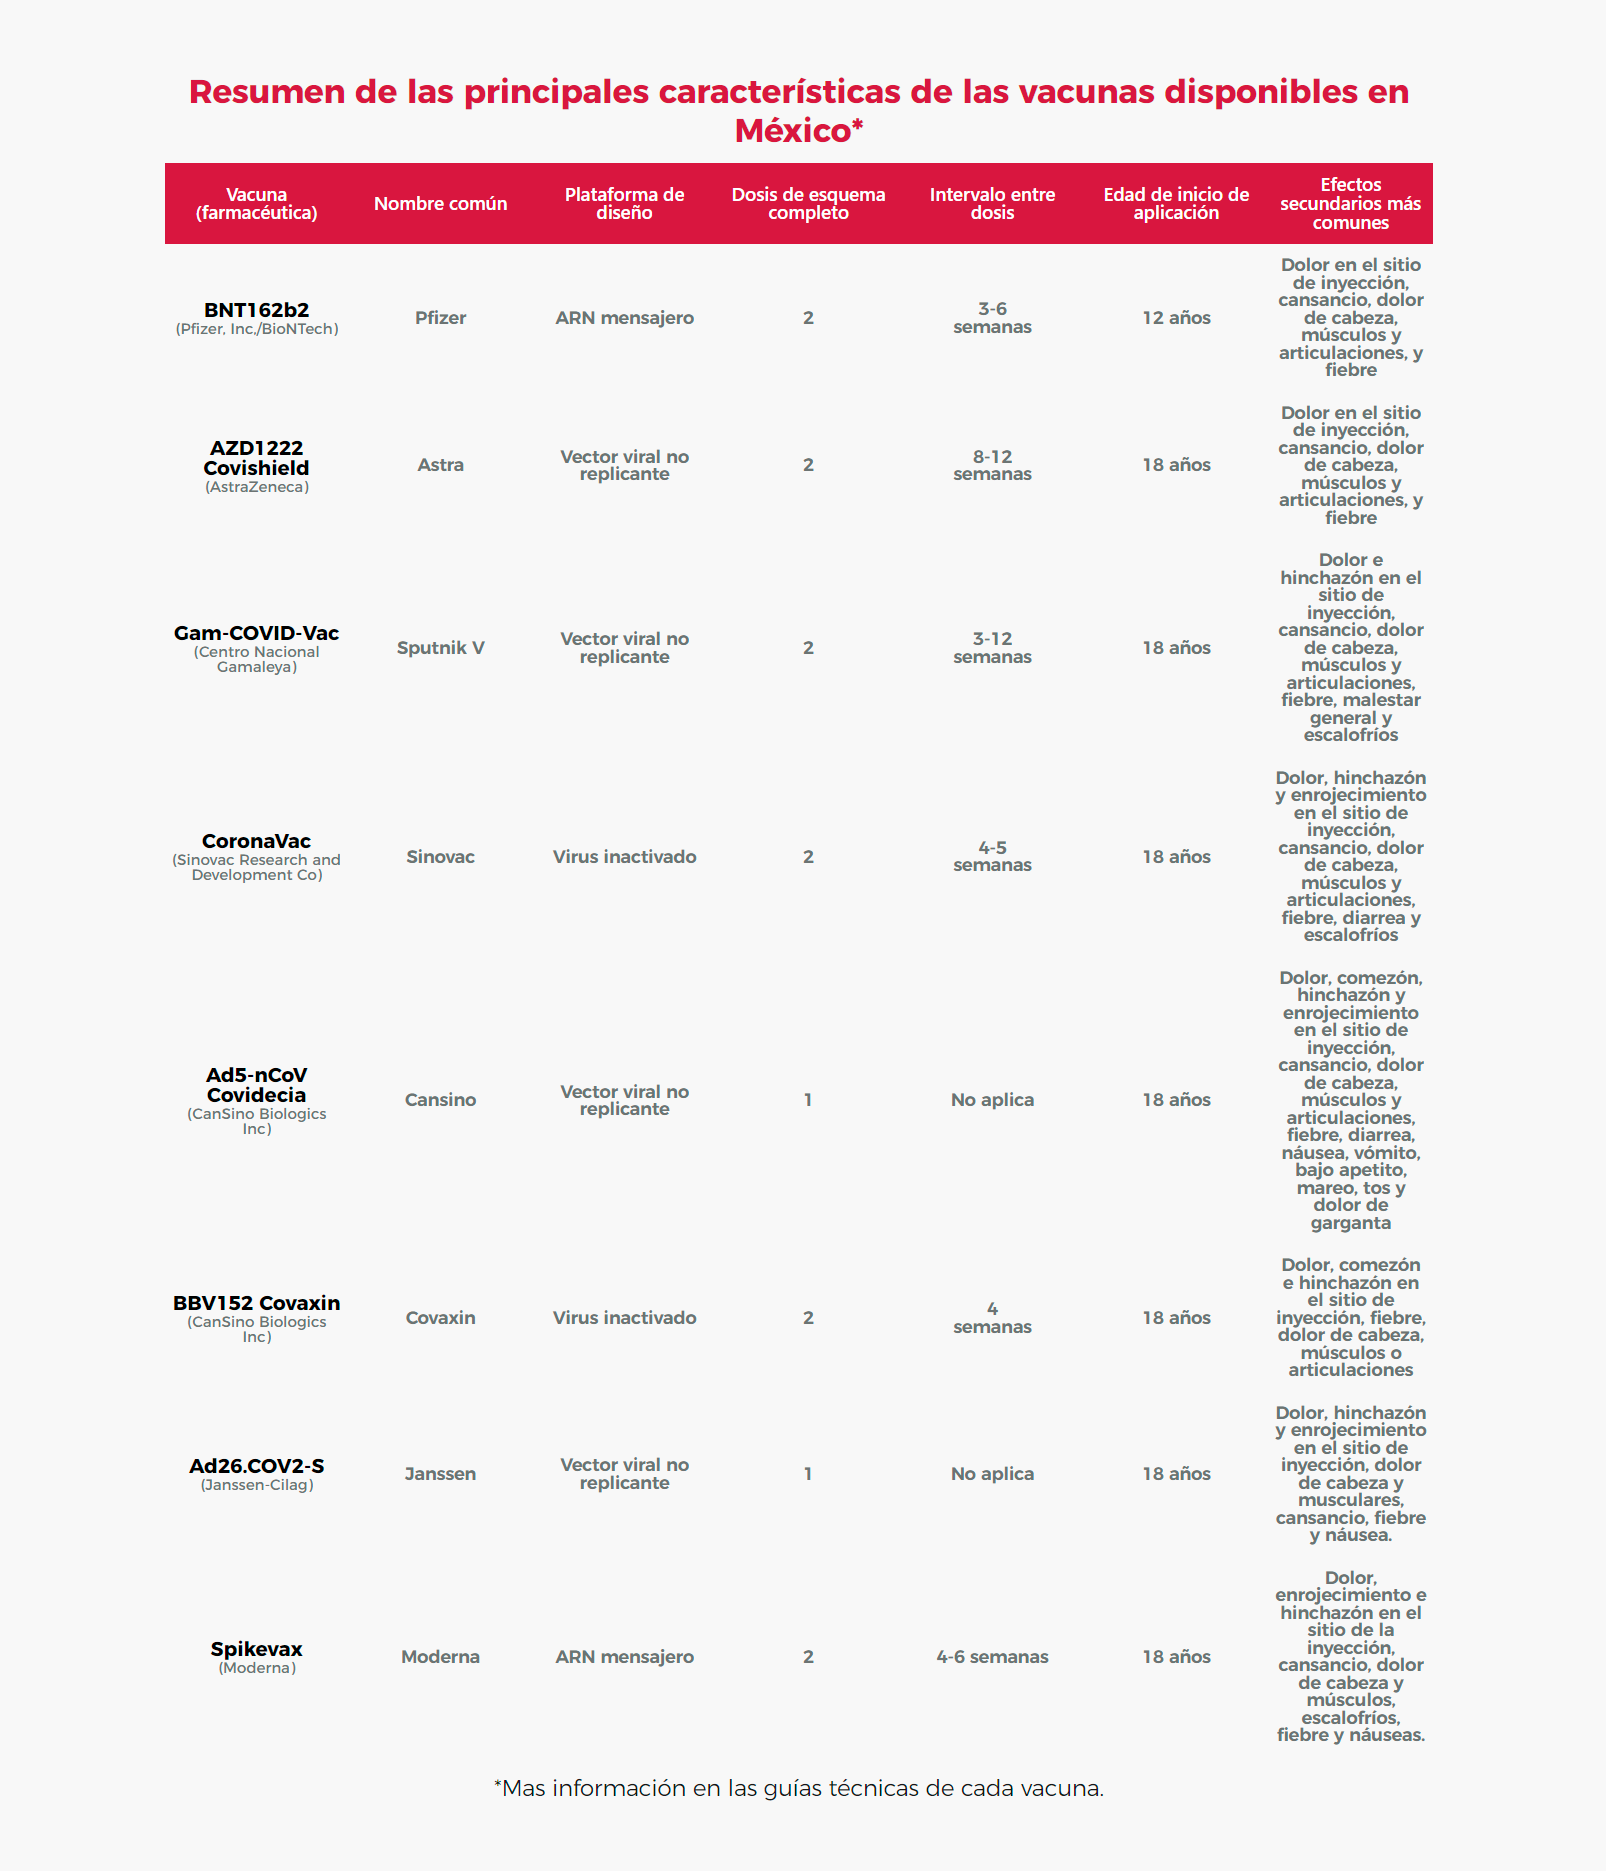 Resumen de las principales características de las vacunas disponibles en
México*
Vacuna
(farmacéutica)
Nombre común
Plataforma de
diseño
Dosis de esquema
completo
Intervalo entre
dosis
Edad de inicio de
aplicación
Efectos
secundarios más
comunes
BNT162b2
(Pfizer, Inc,/BioNTech)
Pfizer
ARN mensajero
2
3-6
semanas
12 años
Dolor en el sitio
de inyección,
cansancio, dolor
de cabeza,
músculos y
articulaciones, y
fiebre
AZD1222
Covishield
(AstraZeneca)
Astra
Vector viral no
replicante
2
8-12
semanas
18 años
Dolor en el sitio
de inyección,
cansancio, dolor
de cabeza,
músculos y
articulaciones, y
fiebre
Gam-COVID-Vac
(Centro Nacional
Gamaleya)
Sputnik V
Vector viral no
replicante
2
3-12
semanas
18 años
Dolor e
hinchazón en el
sitio de
inyección,
cansancio, dolor
de cabeza,
músculos y
articulaciones,
fiebre, malestar
general y
escalofríos
CoronaVac
(Sinovac Research and
Development Co)
Sinovac
Virus inactivado
2
4-5
semanas
18 años
Dolor, hinchazón
y enrojecimiento
en el sitio de
inyección,
cansancio, dolor
de cabeza,
músculos y
articulaciones,
fiebre, diarrea y
escalofríos
Ad5-nCoV
Covidecia
(CanSino Biologics
Inc)
Cansino
Vector viral no
replicante
1
No aplica
18 años
Dolor, comezón,
hinchazón y
enrojecimiento
en el sitio de
inyección,
cansancio, dolor
de cabeza,
músculos y
articulaciones,
fiebre, diarrea,
náusea, vómito,
bajo apetito,
mareo, tos y
dolor de
garganta
BBV152 Covaxin
(CanSino Biologics
Inc)
Covaxin
Virus inactivado
2
4
semanas
18 años
Dolor, comezón
e hinchazón en
el sitio de
inyección, fiebre,
dolor de cabeza,
músculos o
articulaciones
Ad26.COV2-S
(Janssen-Cilag)
Janssen
Vector viral no
replicante
1
No aplica
18 años
Dolor, hinchazón
y enrojecimiento
en el sitio de
inyección, dolor
de cabeza y
musculares,
cansancio, fiebre
y náusea.
Spikevax
(Moderna)
Moderna
ARN mensajero
2
4-6 semanas
18 años
Dolor,
enrojecimiento e
hinchazón en el
sitio de la
inyección,
cansancio, dolor
de cabeza y
músculos,
escalofríos,
fiebre y náuseas.
*Mas información en las guías técnicas de cada vacuna.